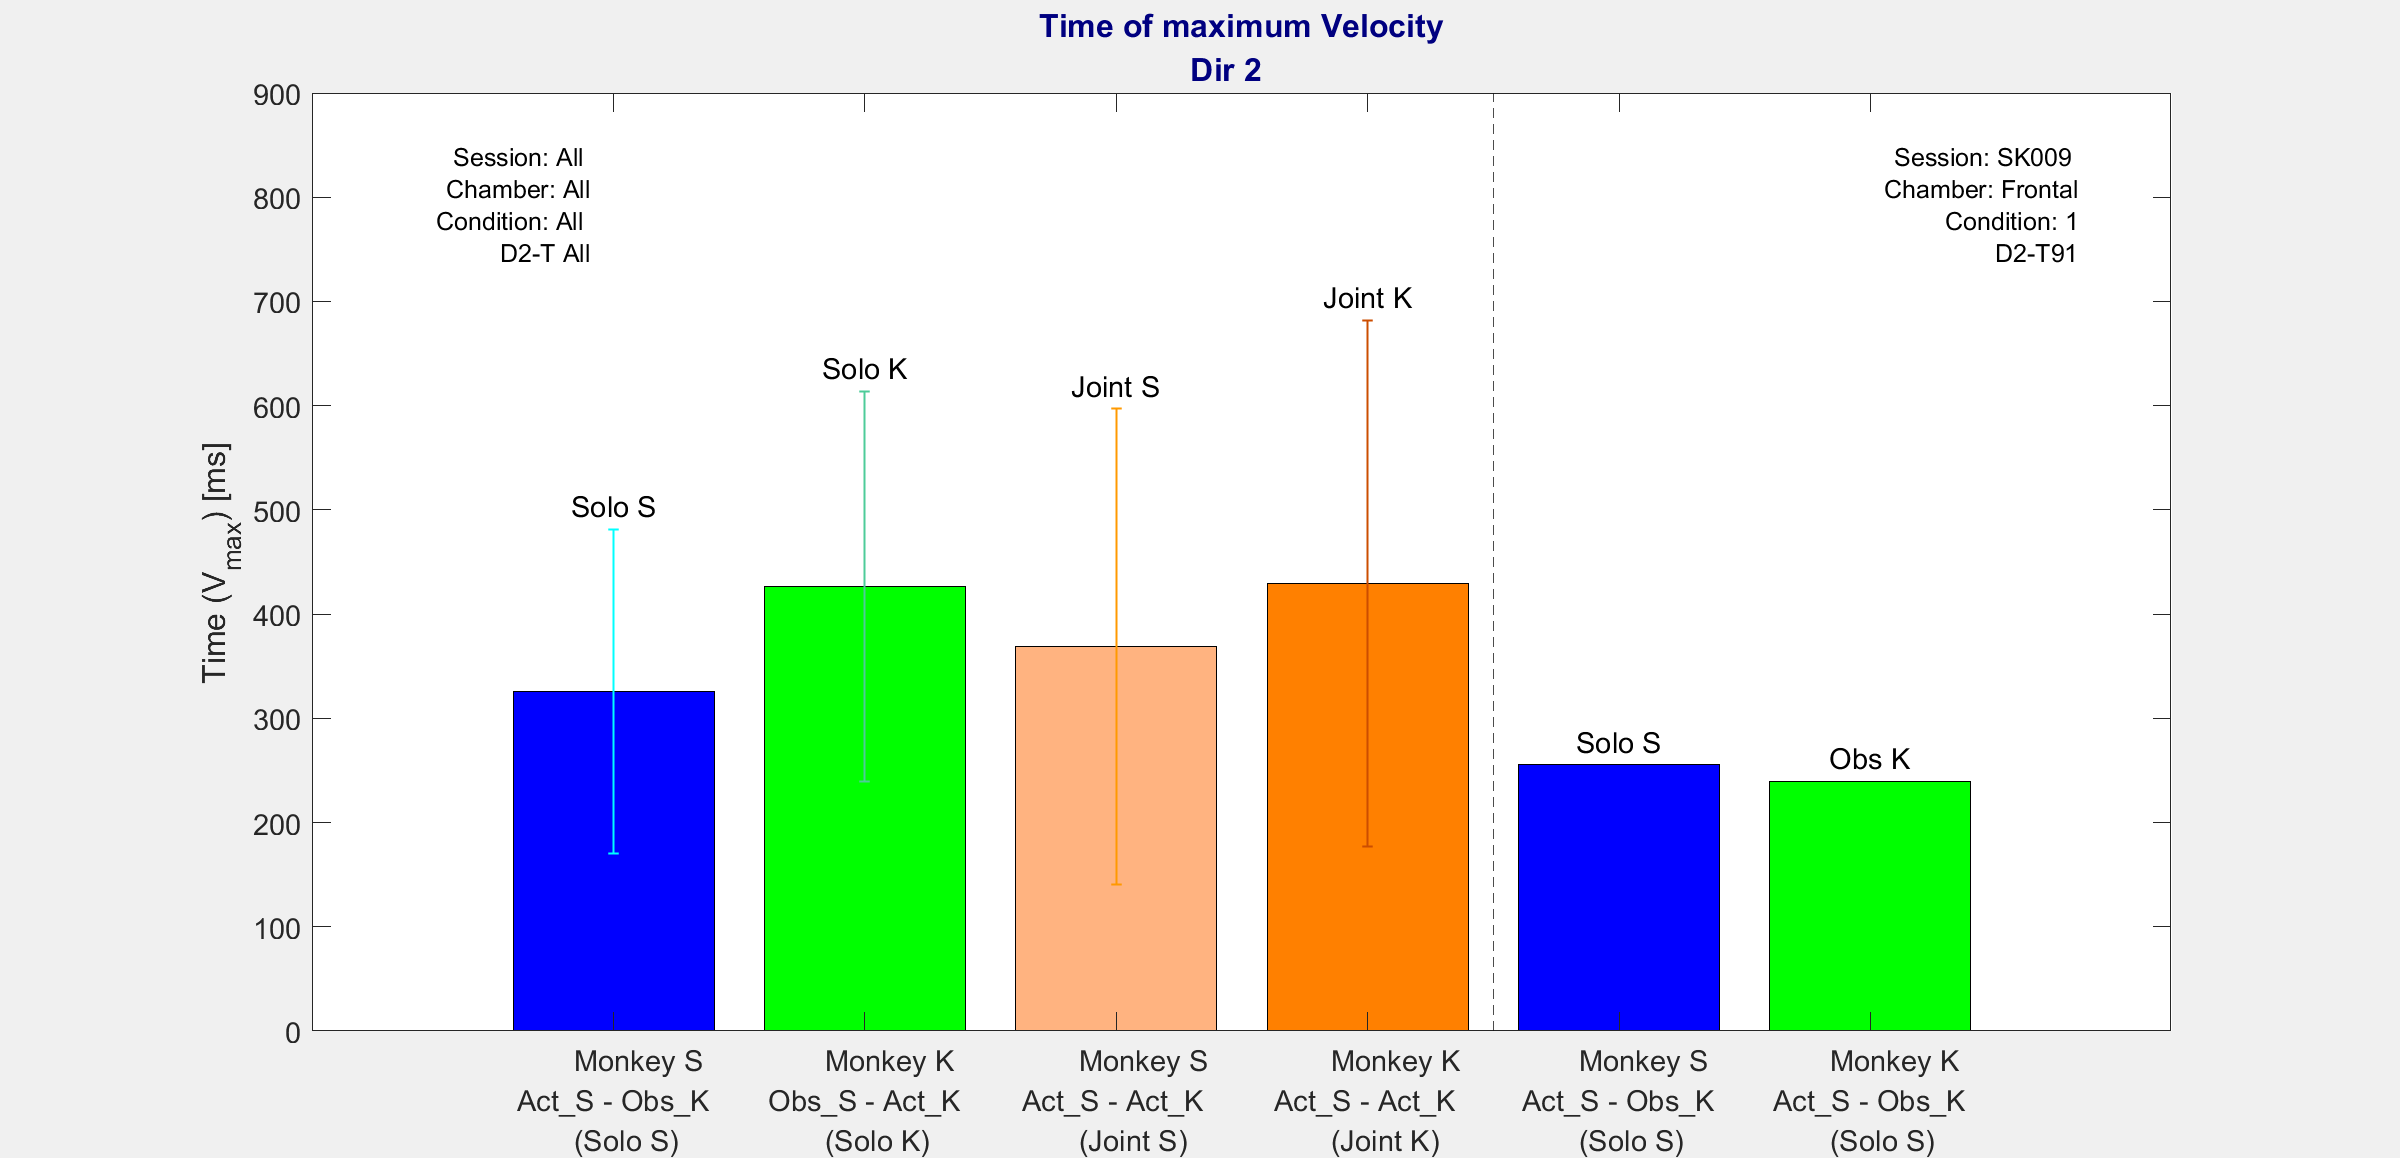 Time of maximum Velocity
Dir 2
900
800
700
600
500
400
300
200
100
0
Time (Vmax) [ms]
Session: All
Chamber: All
Condition: All
D2-T All
Session: SK009
Chamber: Frontal
Condition: 1
D2-T91
Solo S
Solo K
Joint S
Joint K
Solo S
Obs K
Monkey S
Act_S - Obs_K
(Solo S)
Monkey K
Obs_S - Act_K
(Solo K)
Monkey S
Act_S - Act_K
(Joint S)
Monkey K
Act_S - Act_K
(Joint K)
Monkey S
Act_S - Obs_K
(Solo S)
Monkey K
Act_S - Obs_K
(Solo S)